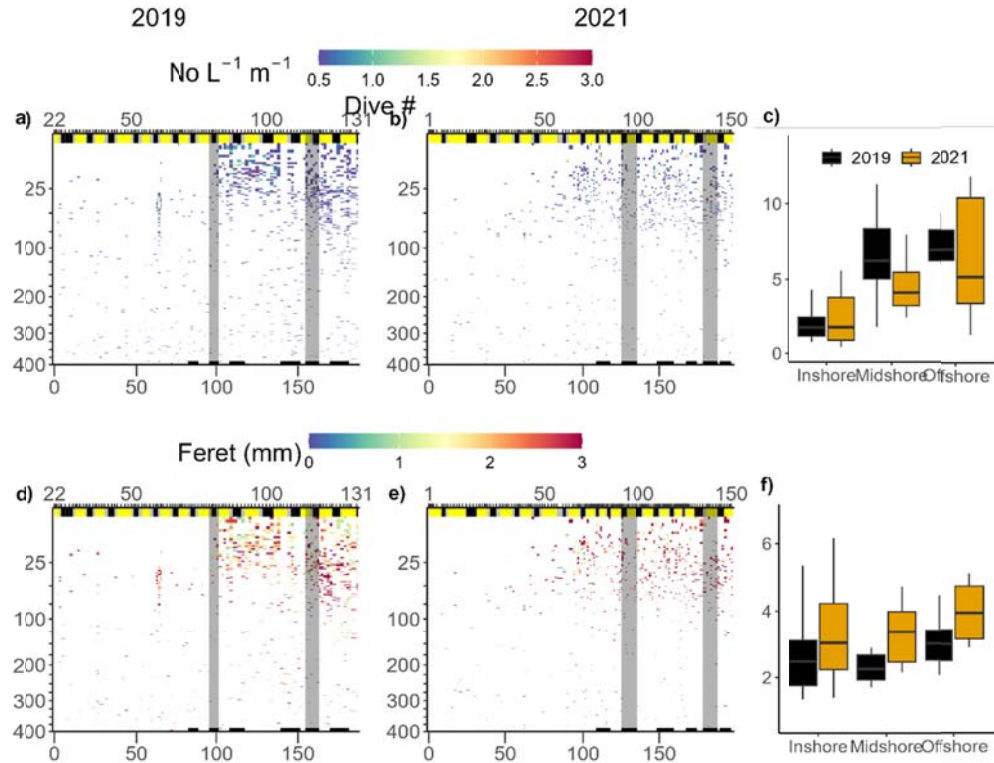 2019 2021
No L⁻¹ m⁻¹
0.5 1.0 1.5 2.0 2.5 3.0
Dive #
a) 22 50 100 131
b) 1 50 100 150
c)
2019 2021
25
100
200
300
400
0 50 100 150
25
100
200
300
400
0 50 100 150
10
5
0
Inshore Midshore Offshore
Feret (mm)
0 1 2 3
d) 22 50 100 131
e) 1 50 100 150
f)
25
100
200
300
400
0 50 100 150
25
100
200
300
400
0 50 100 150
6
4
2
Inshore Midshore Offshore